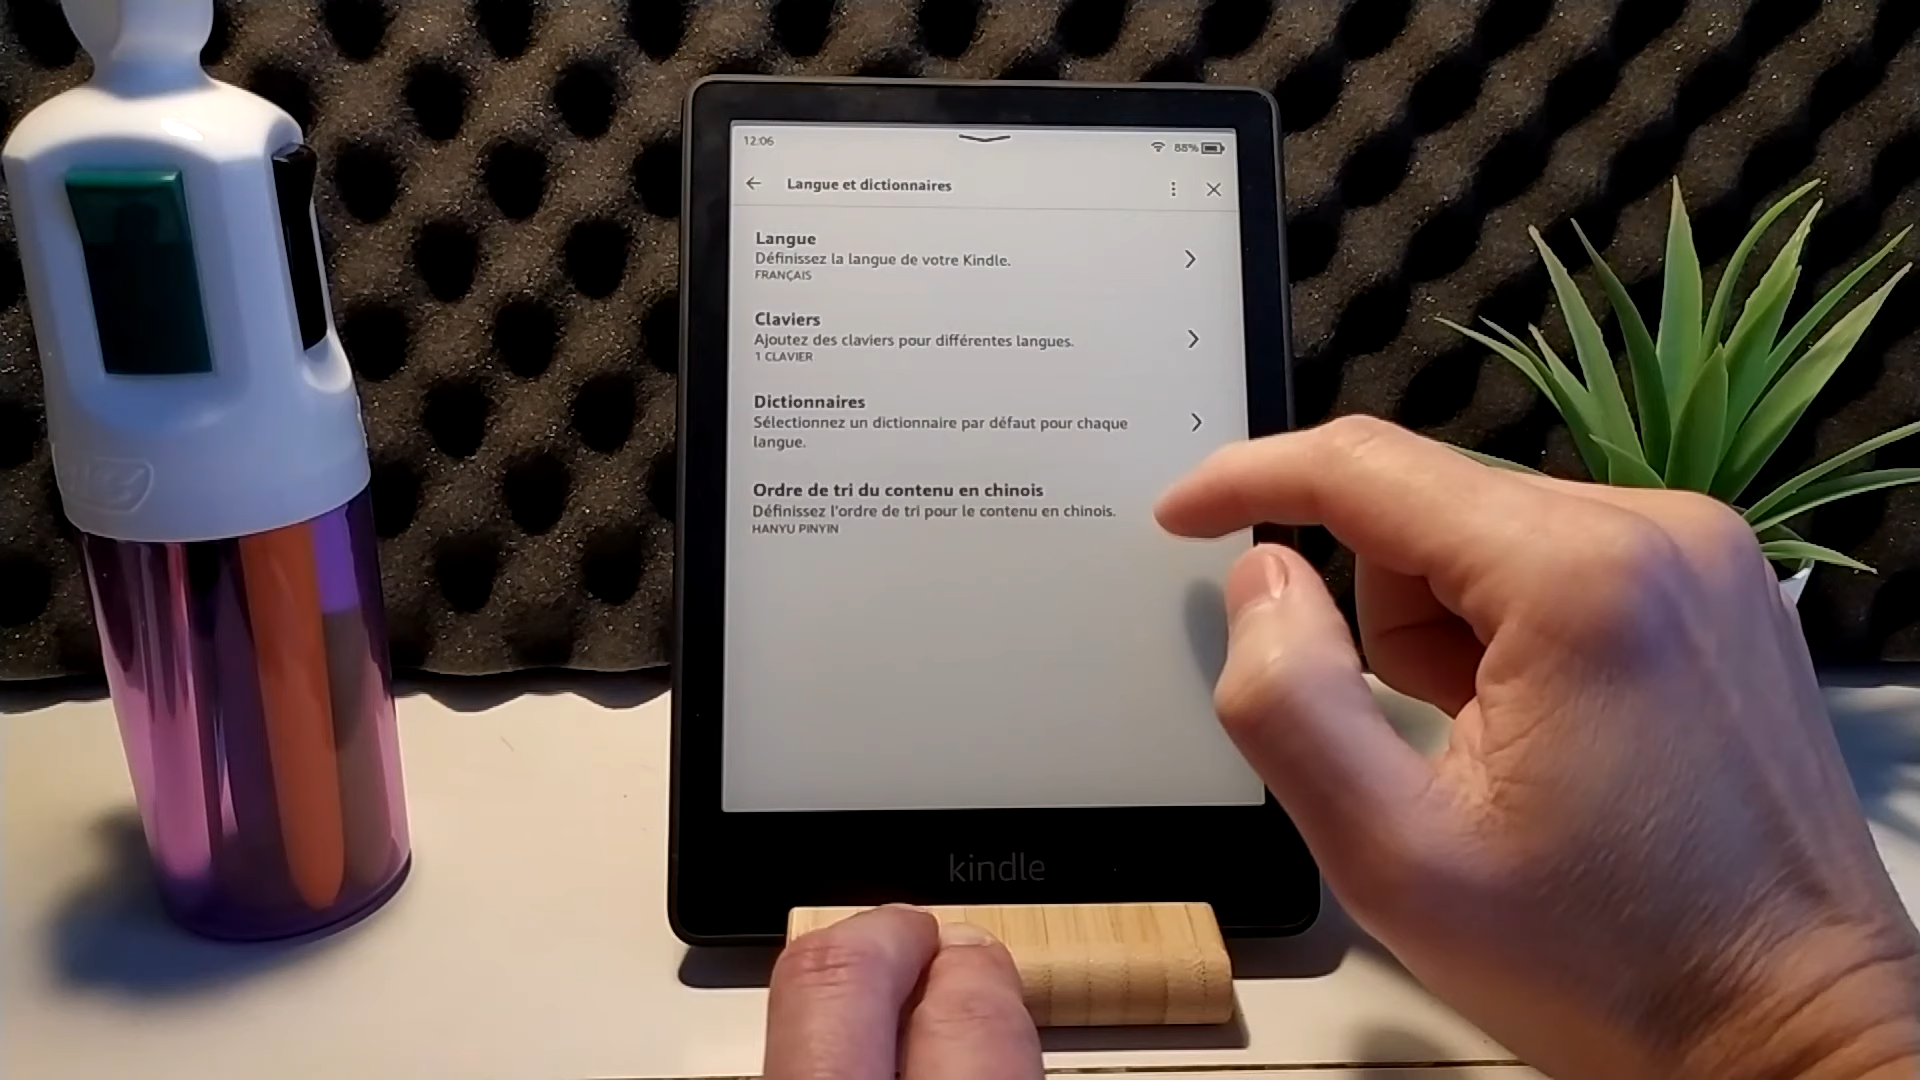 12:06
88%
Langue et dictionnaires
Langue
Définissez la langue de votre Kindle.
FRANÇAIS
Claviers
Ajoutez des claviers pour différentes langues.
1 CLAVIER
Dictionnaires
Sélectionnez un dictionnaire par défaut pour chaque
langue.
Ordre de tri du contenu en chinois
Définissez l'ordre de tri pour le contenu en chinois.
HANYU PINYIN
kindle